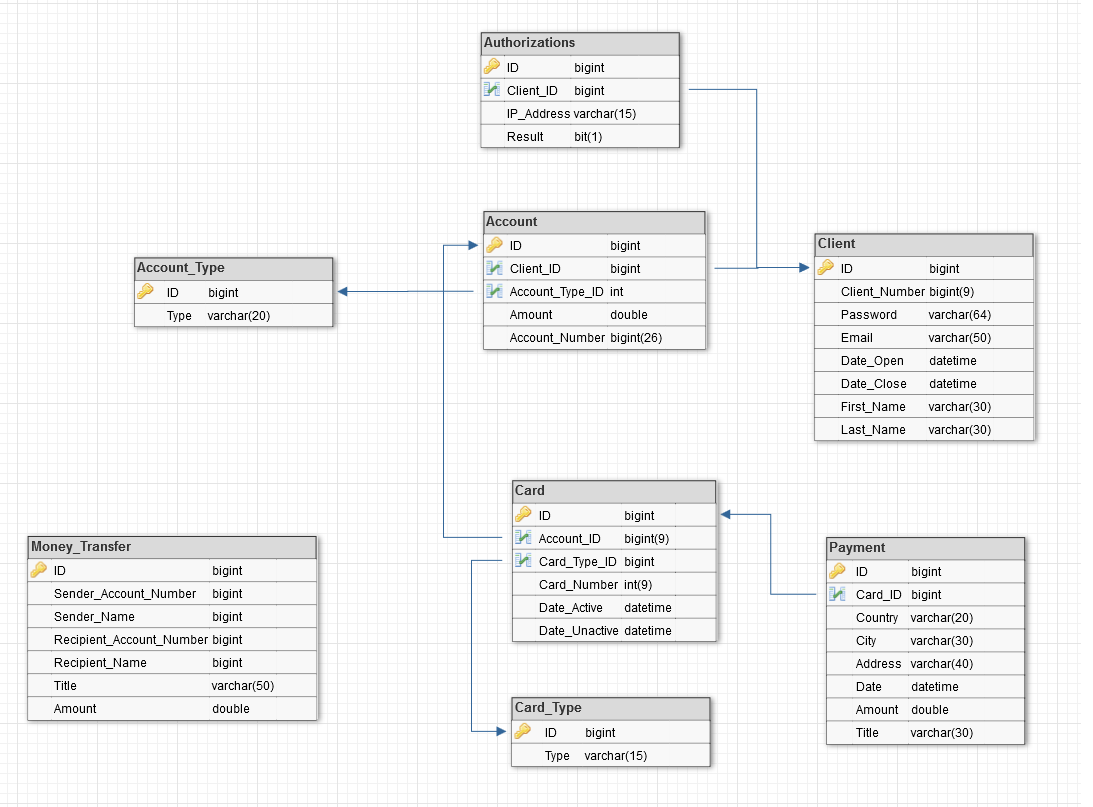 Authorizations
ID bigint
Client_ID bigint
IP_Address varchar(15)
Result bit(1)
Account
ID bigint
Client_ID bigint
Account_Type_ID int
Amount double
Account_Number bigint(26)
Client
ID bigint
Client_Number bigint(9)
Password varchar(64)
Email varchar(50)
Date_Open datetime
Date_Close datetime
First_Name varchar(30)
Last_Name varchar(30)
Account_Type
ID bigint
Type varchar(20)
Card
ID bigint
Account_ID bigint(9)
Card_Type_ID bigint
Card_Number int(9)
Date_Active datetime
Date_Unactive datetime
Money_Transfer
ID bigint
Sender_Account_Number bigint
Sender_Name bigint
Recipient_Account_Number bigint
Recipient_Name bigint
Title varchar(50)
Amount double
Payment
ID bigint
Card_ID bigint
Country varchar(20)
City varchar(30)
Address varchar(40)
Date datetime
Amount double
Title varchar(30)
Card_Type
ID bigint
Type varchar(15)